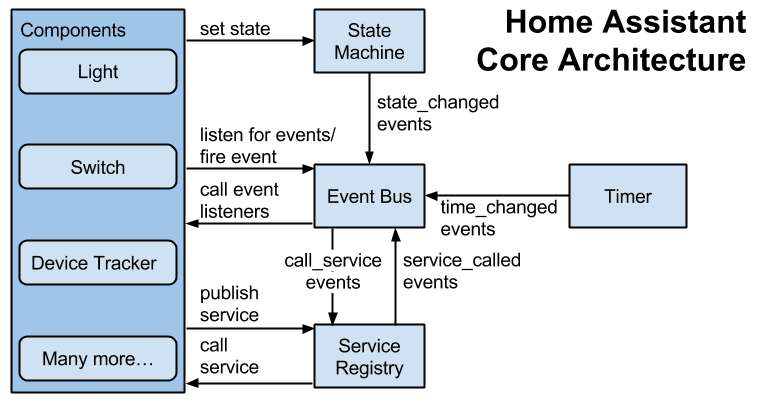 Home Assistant
Core Architecture
Components
Light
Switch
Device Tracker
Many more…
set state
State
Machine
state_changed
events
listen for events/
fire event
call event
listeners
Event Bus
time_changed
events
Timer
call_service
events
service_called
events
publish
service
call
service
Service
Registry